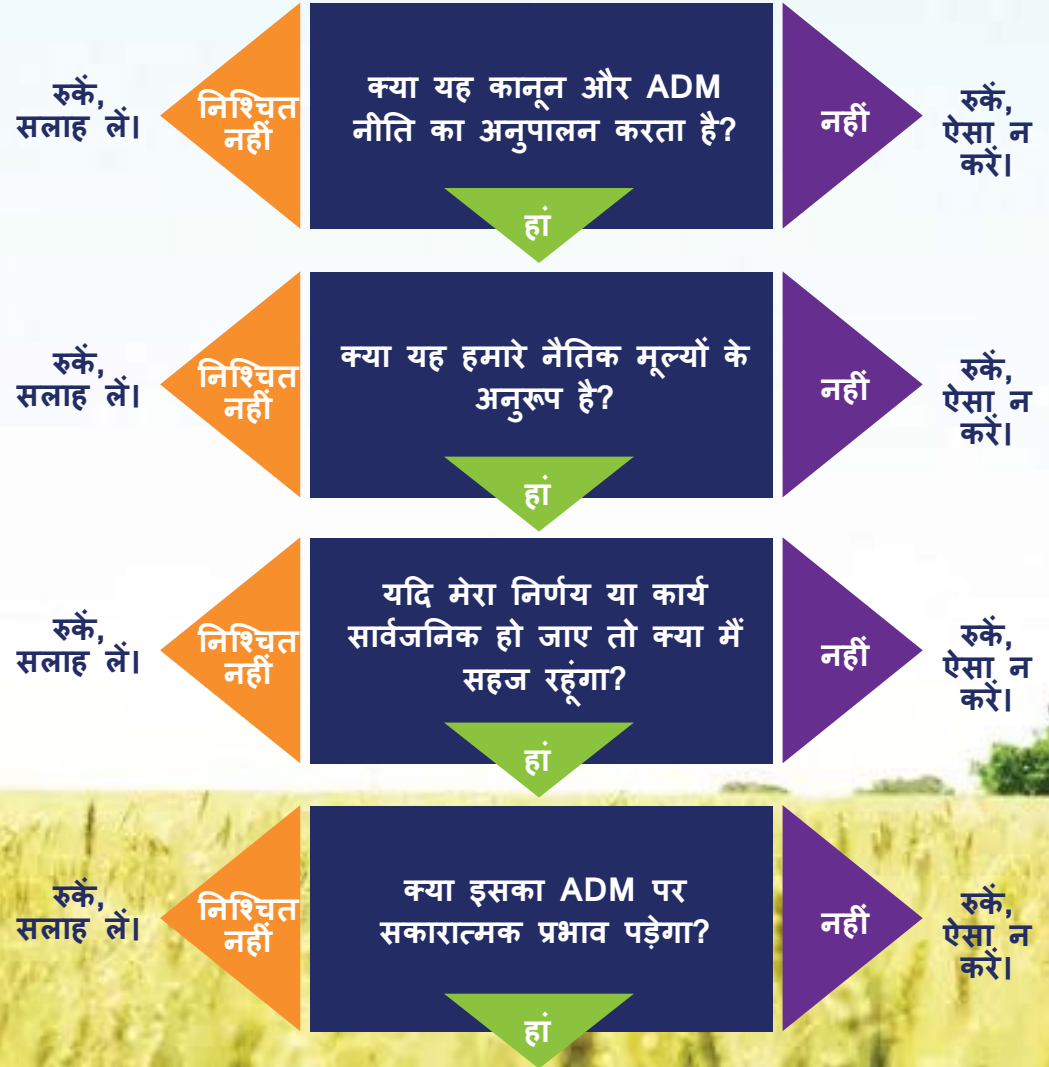 रुकें,
सलाह लें।
निश्चित
नहीं
क्या यह कानून और ADM
नीति का अनुपालन करता है?
हां
नहीं
रुकें,
ऐसा न
करें।
रुकें,
सलाह लें।
निश्चित
नहीं
क्या यह हमारे नैतिक मूल्यों के
अनुरूप है?
हां
नहीं
रुकें,
ऐसा न
करें।
रुकें,
सलाह लें।
निश्चित
नहीं
यदि मेरा निर्णय या कार्य
सार्वजनिक हो जाए तो क्या मैं
सहज रहूंगा?
हां
नहीं
रुकें,
ऐसा न
करें।
रुकें,
सलाह लें।
निश्चित
नहीं
क्या इसका ADM पर
सकारात्मक प्रभाव पड़ेगा?
हां
नहीं
रुकें,
ऐसा न
करें।